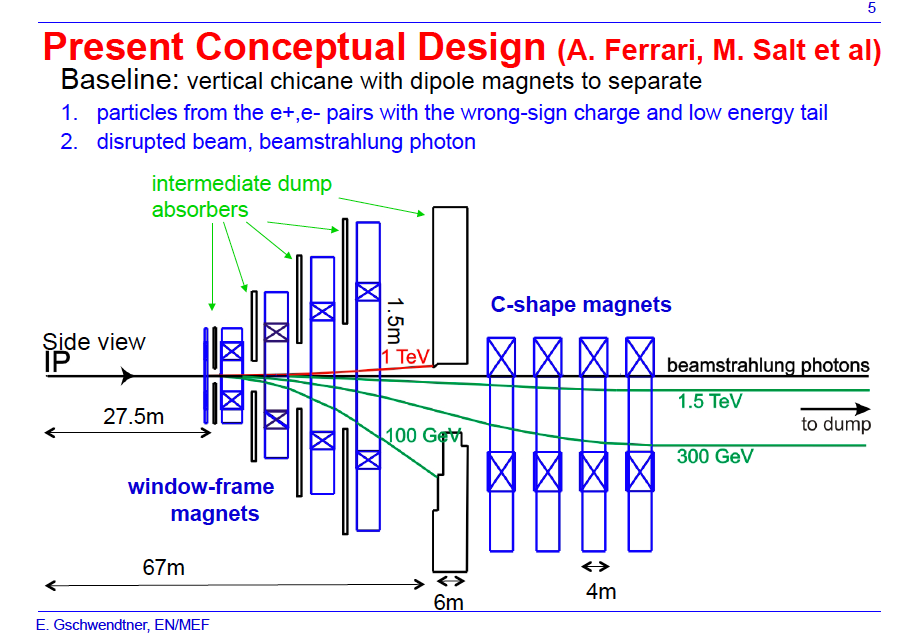 5
Present Conceptual Design (A. Ferrari, M. Salt et al)
Baseline: vertical chicane with dipole magnets to separate
1. particles from the e+,e- pairs with the wrong-sign charge and low energy tail
2. disrupted beam, beamstrahlung photon
intermediate dump
absorbers
C-shape magnets
1.5m
Side view
IP
1 TeV
beamstrahlung photons
1.5 TeV
27.5m
to dump
100 GeV
300 GeV
window-frame
magnets
67m
6m
4m
E. Gschwendtner, EN/MEF